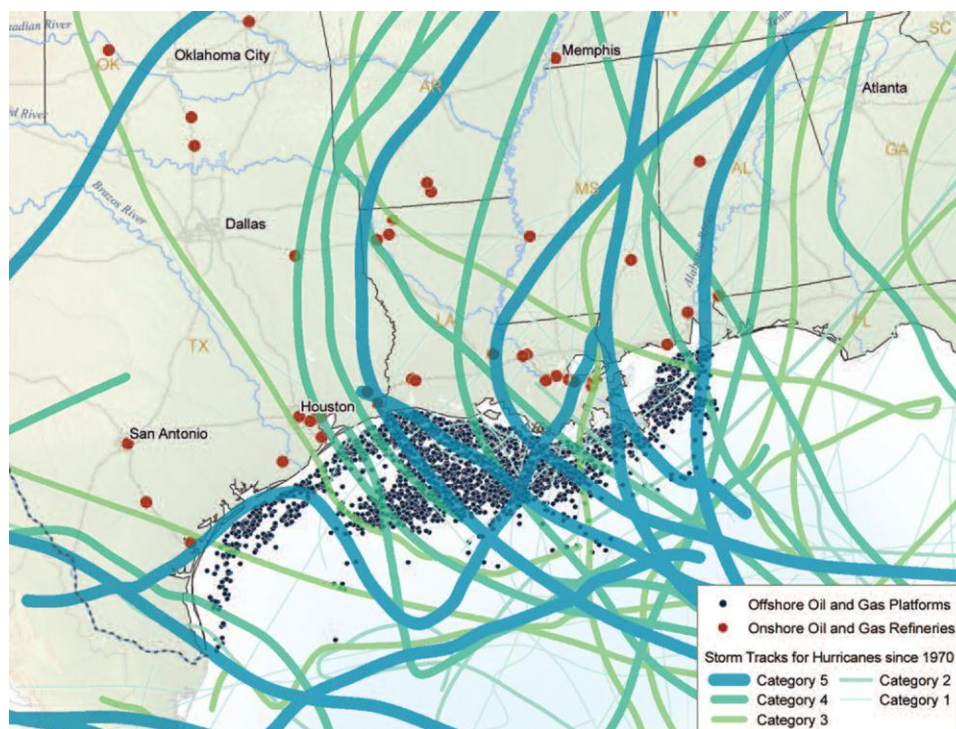 anadian River
OK
Oklahoma City
Memphis
SC
AR
Atlanta
ed River
GA
AL
MS
Brazos River
Dallas
Alabama River
LA
TX
FL
Houston
San Antonio
Offshore Oil and Gas Platforms
Onshore Oil and Gas Refineries
Storm Tracks for Hurricanes since 1970
Category 5
Category 2
Category 4
Category 1
Category 3